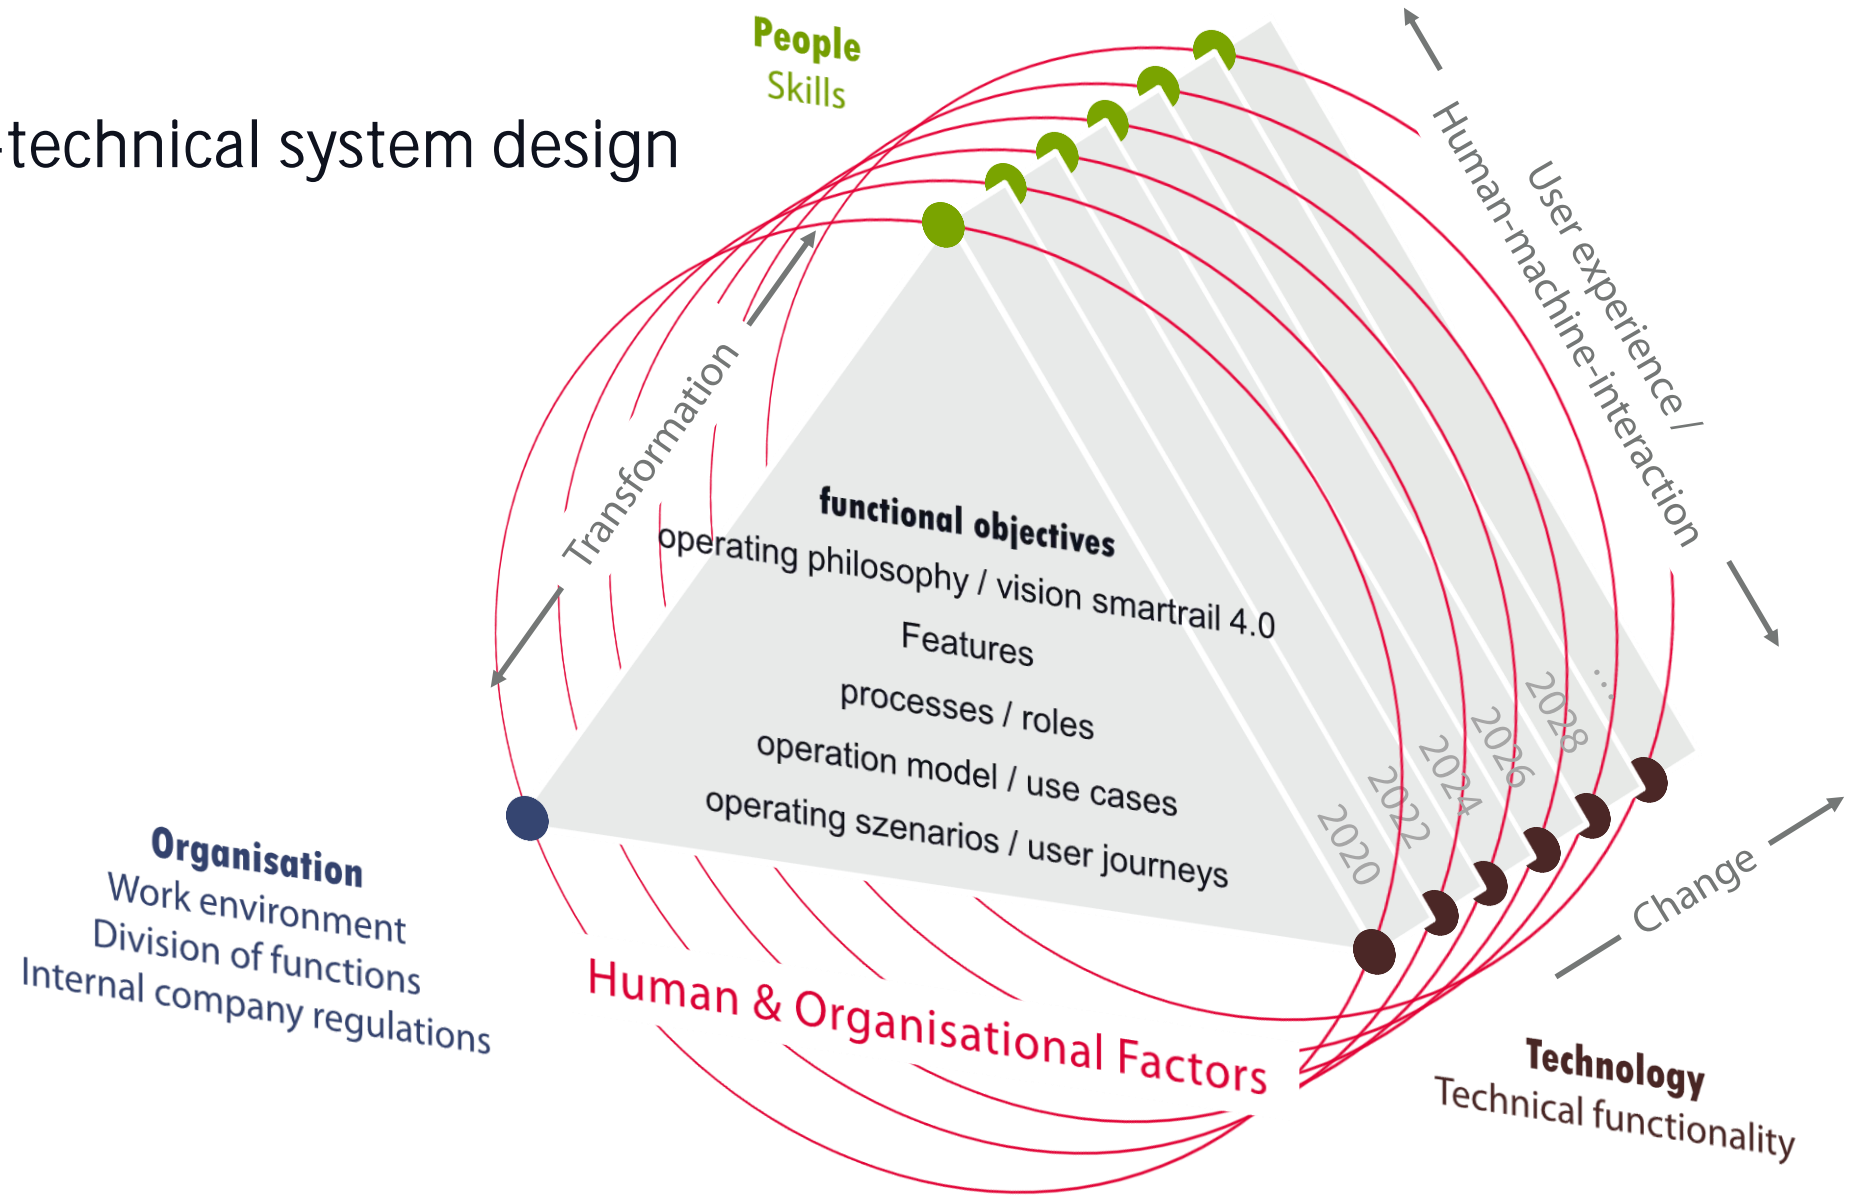 -technical system design
People
Skills
Transformation
User experience /
Human-machine-interaction
functional objectives
operating philosophy / vision smartrail 4.0
Features
processes / roles
operation model / use cases
operating szenarios / user journeys
2020
2022
2024
2026
2028
...
Change
Organisation
Work environment
Division of functions
Internal company regulations
Human & Organisational Factors
Technology
Technical functionality